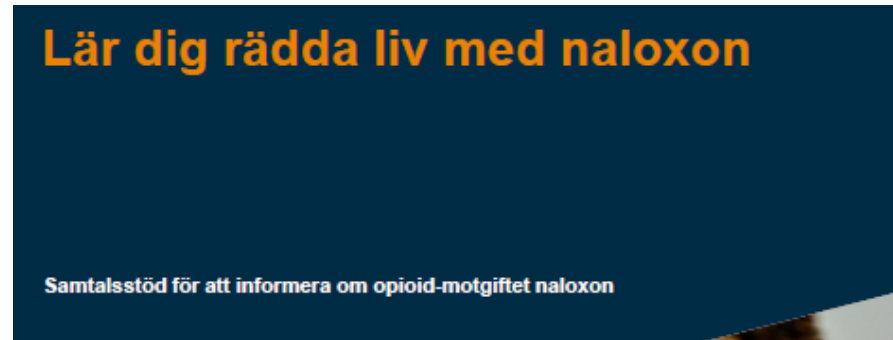 Lär dig rädda liv med naloxon
Samtalsstöd för att informera om opioid-motgiftet naloxon